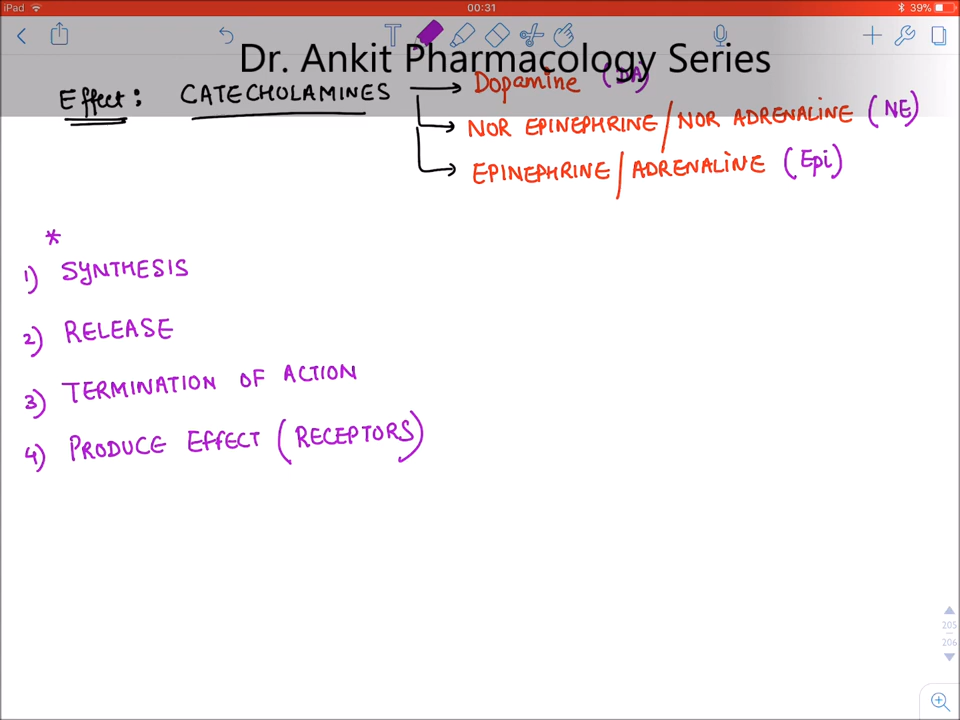 iPad 00:31 39%
Dr. Ankit Pharmacology Series
Effect: CATECHOLAMINES Dopamine (DA)
NOR EPINEPHRINE / NOR ADRENALINE (NE)
EPINEPHRINE / ADRENALINE (Epi)
*
1) SYNTHESIS
2) RELEASE
3) TERMINATION OF ACTION
4) PRODUCE EFFECT (RECEPTORS)
205
206